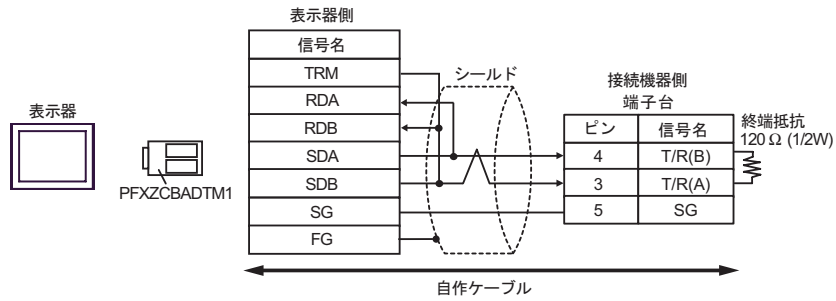 表示器側
信号名
TRM
RDA
RDB
SDA
SDB
SG
FG
シールド
接続機器側
端子台
ピン 信号名
4 T/R(B)
3 T/R(A)
5 SG
終端抵抗
120 Ω (1/2W)
表示器
PFXZCBADTM1
自作ケーブル